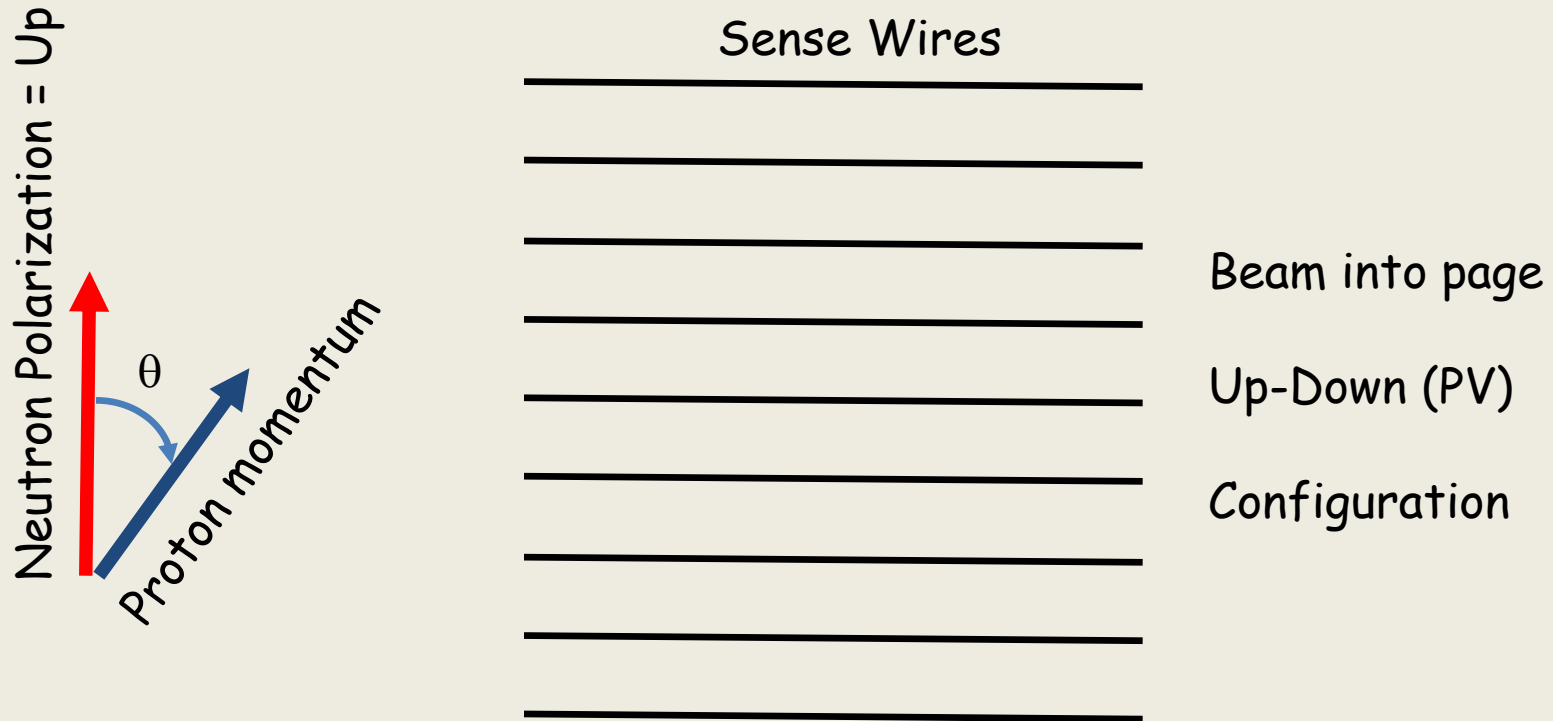 Neutron Polarization = Up
θ
Proton momentum
Sense Wires
Beam into page
Up-Down (PV)
Configuration